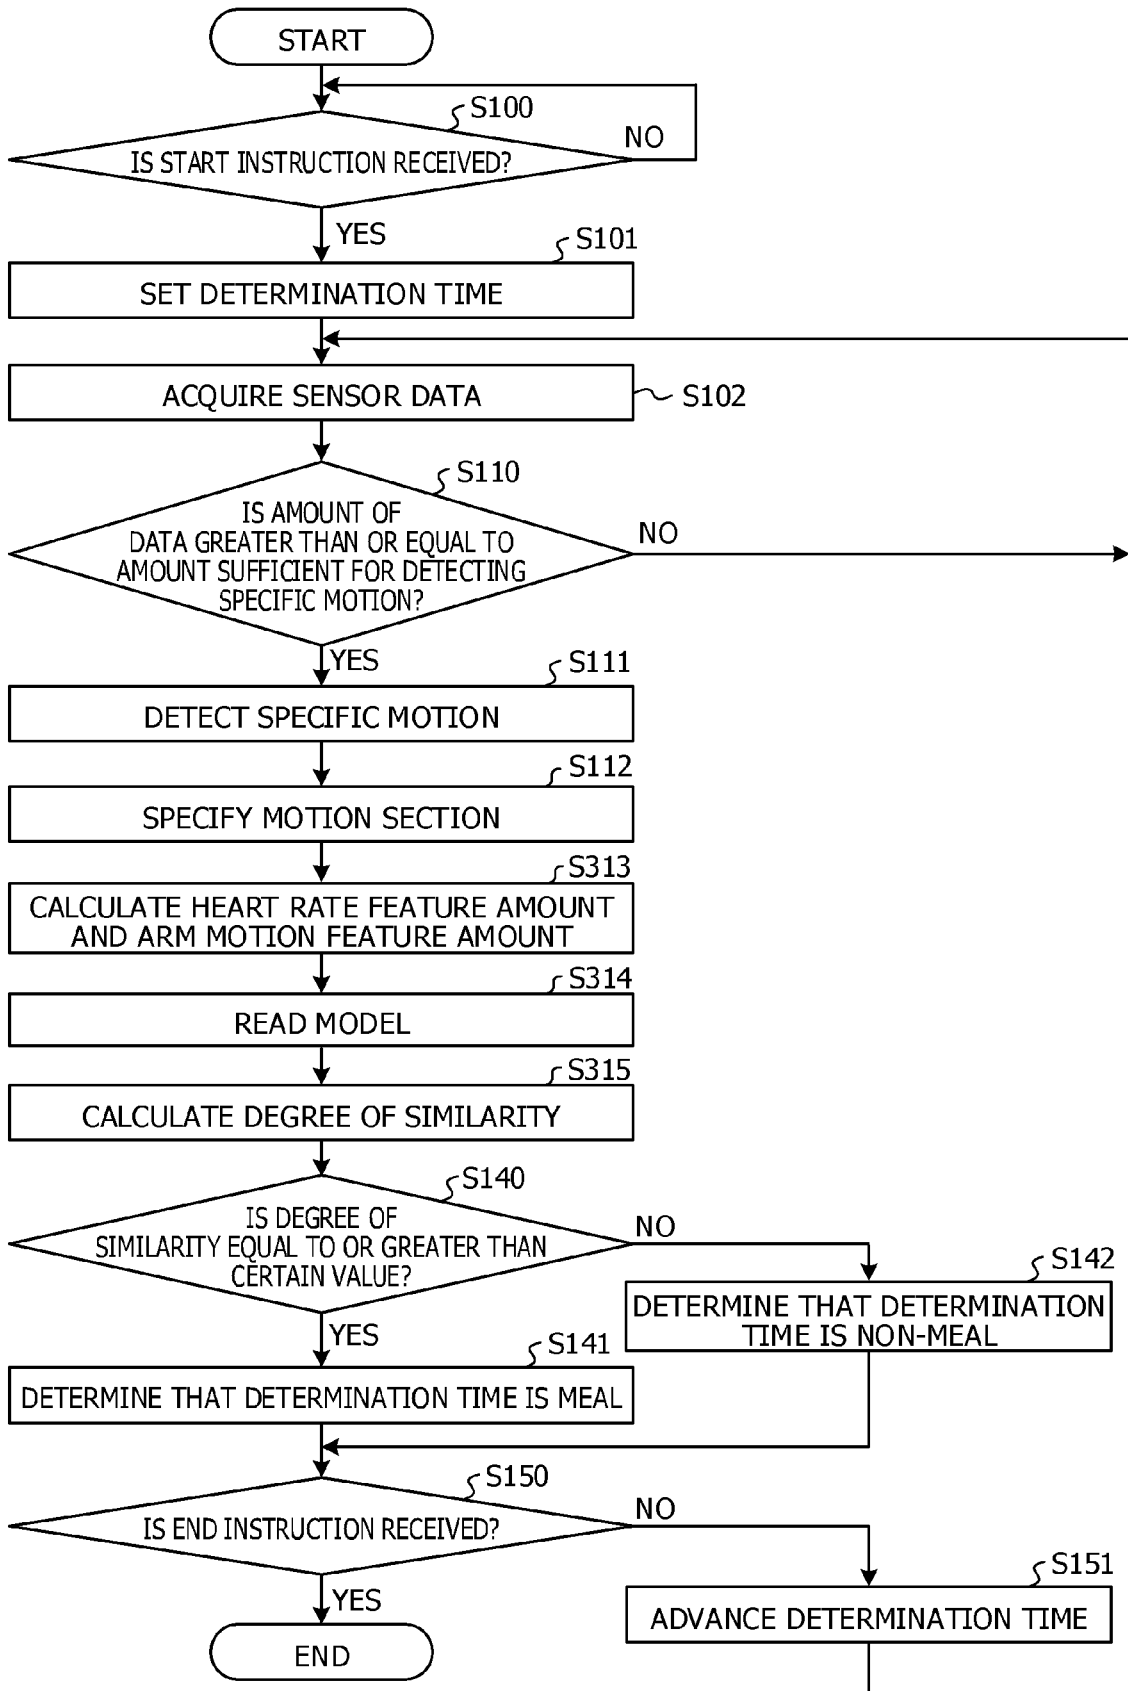 START
S100
IS START INSTRUCTION RECEIVED?
NO
YES
S101
SET DETERMINATION TIME
ACQUIRE SENSOR DATA
S102
S110
IS AMOUNT OF
DATA GREATER THAN OR EQUAL TO
AMOUNT SUFFICIENT FOR DETECTING
SPECIFIC MOTION?
NO
YES
S111
DETECT SPECIFIC MOTION
S112
SPECIFY MOTION SECTION
S313
CALCULATE HEART RATE FEATURE AMOUNT
AND ARM MOTION FEATURE AMOUNT
S314
READ MODEL
S315
CALCULATE DEGREE OF SIMILARITY
S140
IS DEGREE OF
SIMILARITY EQUAL TO OR GREATER THAN
CERTAIN VALUE?
NO
S142
DETERMINE THAT DETERMINATION
TIME IS NON-MEAL
YES
S141
DETERMINE THAT DETERMINATION TIME IS MEAL
S150
IS END INSTRUCTION RECEIVED?
NO
S151
ADVANCE DETERMINATION TIME
YES
END